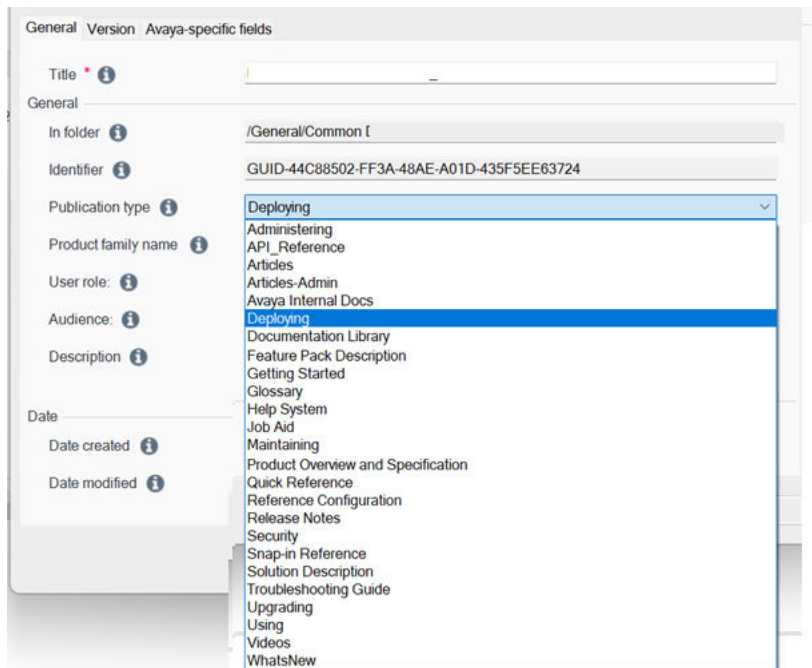 General Version Avaya-specific fields
Title *
General
In folder /General/Common
Identifier GUID-44C88502-FF3A-48AE-A01D-435F5EE63724
Publication type Deploying
Administering
Product family name API_Reference
Articles
User role: Articles-Admin
Avaya Internal Docs
Audience: Deploying
Documentation Library
Description Feature Pack Description
Getting Started
Glossary
Date Help System
Job Aid
Date created Maintaining
Product Overview and Specification
Date modified Quick Reference
Reference Configuration
Release Notes
Security
Snap-in Reference
Solution Description
Troubleshooting Guide
Upgrading
Using
Videos
WhatsNew